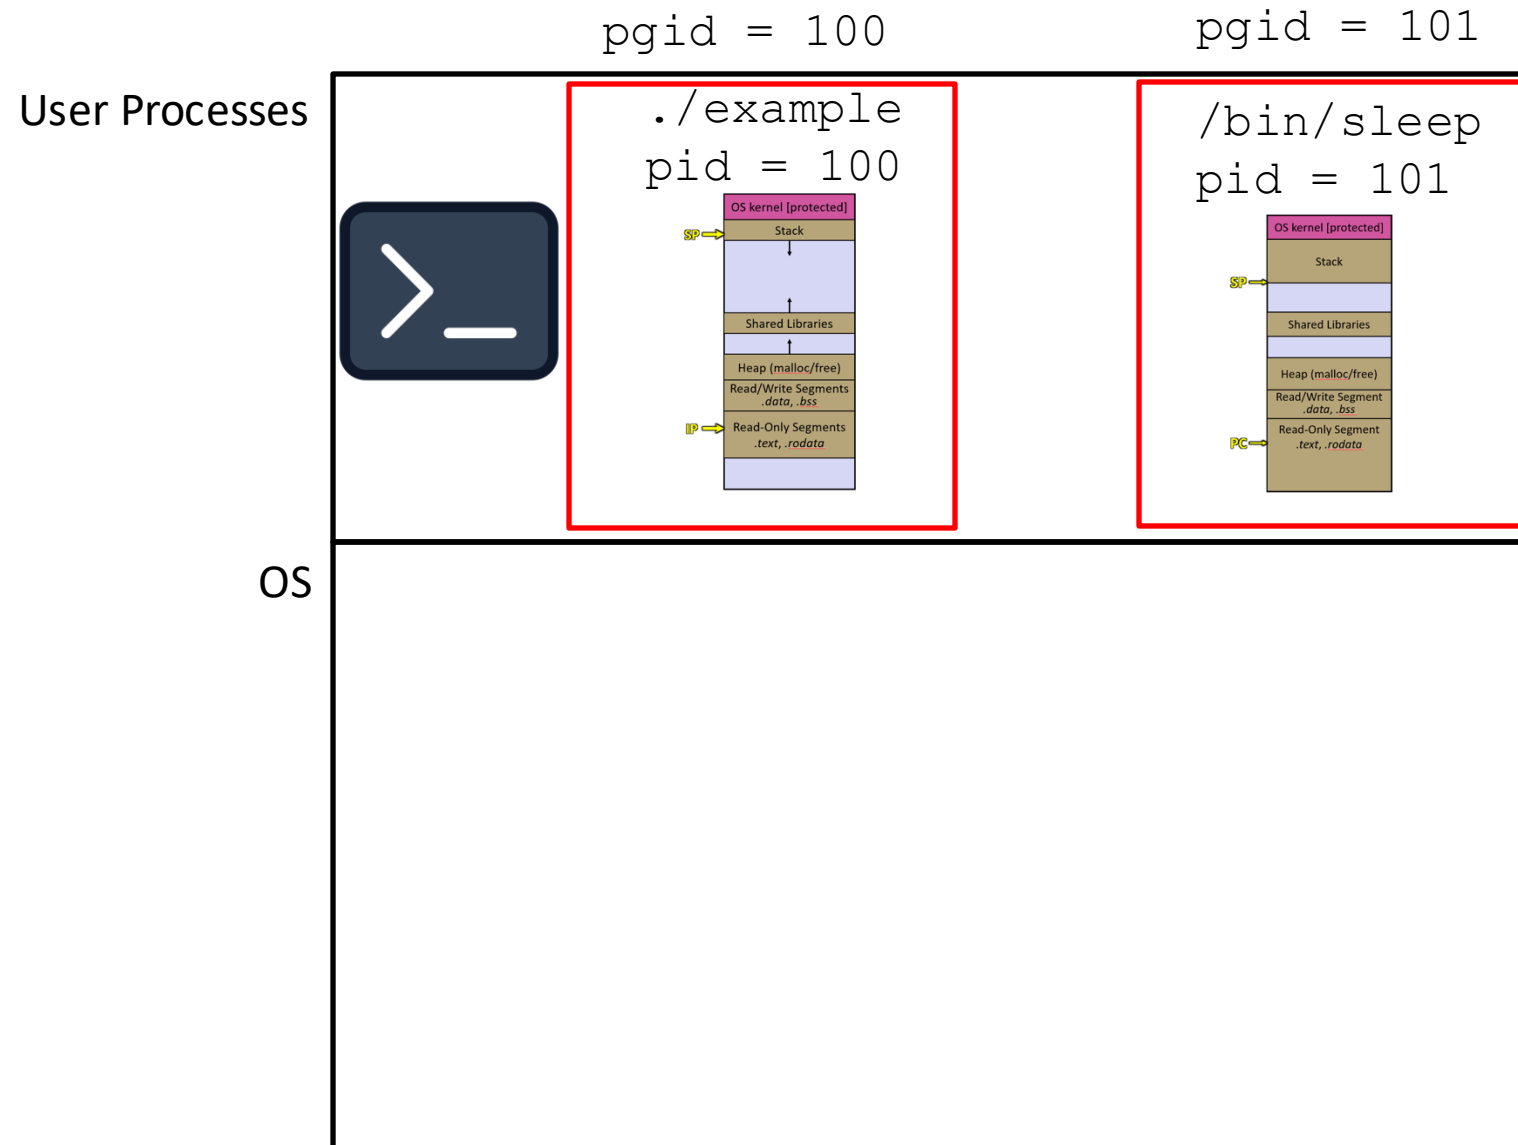 pgid = 100
pgid = 101
User Processes
./example
pid = 100
OS kernel [protected]
SP
Stack
Shared Libraries
Heap (malloc/free)
Read/Write Segments
.data, .bss
IP
Read-Only Segments
.text, .rodata
/bin/sleep
pid = 101
OS kernel [protected]
Stack
SP
Shared Libraries
Heap (malloc/free)
Read/Write Segment
.data, .bss
Read-Only Segment
PC
.text, .rodata
>_
OS